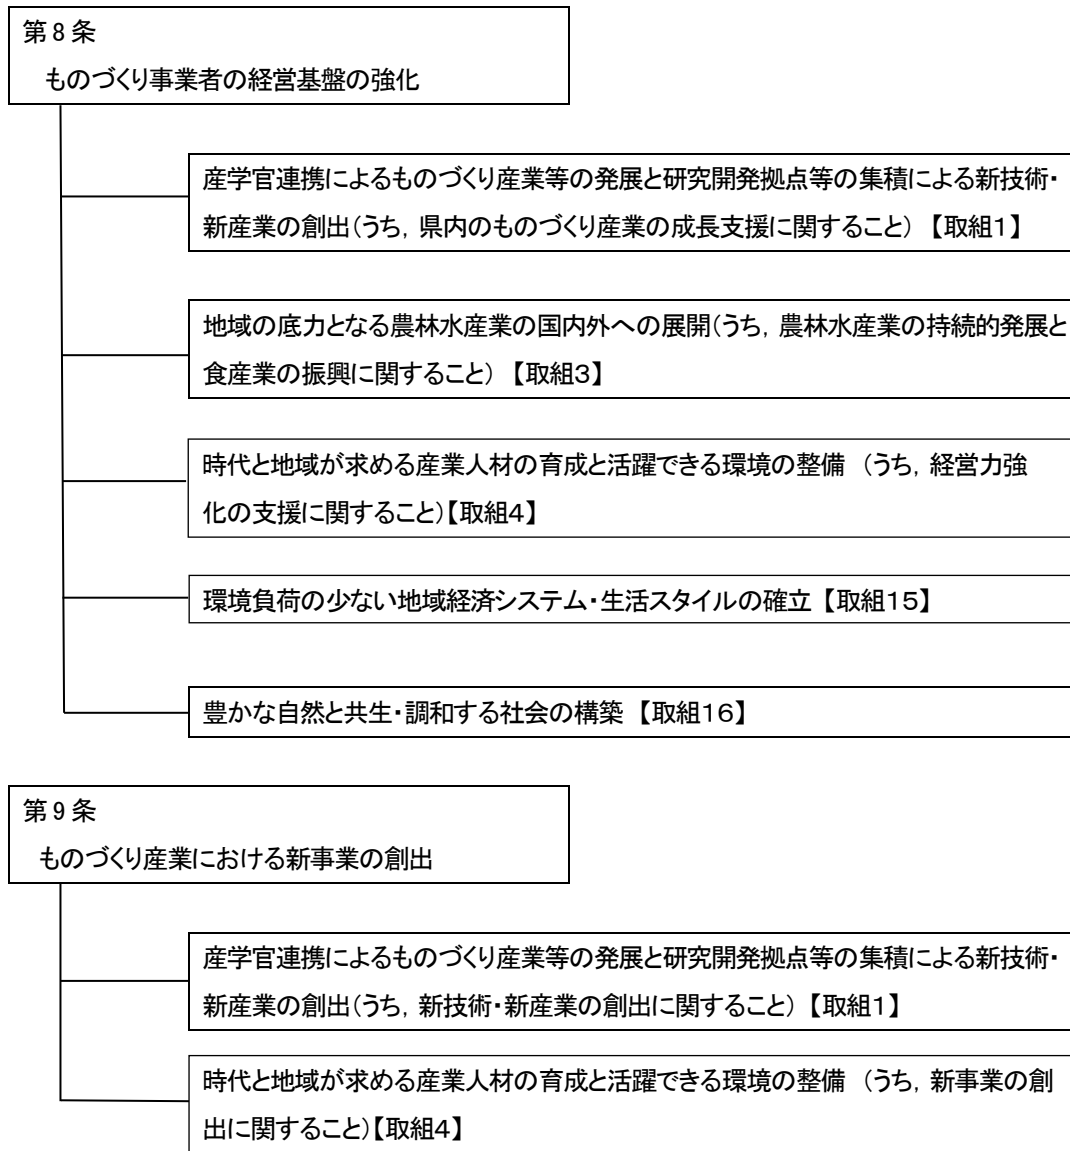 第8条
ものづくり事業者の経営基盤の強化
産学官連携によるものづくり産業等の発展と研究開発拠点等の集積による新技術・
新産業の創出(うち,県内のものづくり産業の成長支援に関すること) 【取組1】
地域の底力となる農林水産業の国内外への展開(うち,農林水産業の持続的発展と
食産業の振興に関すること) 【取組3】
時代と地域が求める産業人材の育成と活躍できる環境の整備 (うち,経営力強
化の支援に関すること)【取組4】
環境負荷の少ない地域経済システム・生活スタイルの確立 【取組15】
豊かな自然と共生・調和する社会の構築 【取組16】
第9条
ものづくり産業における新事業の創出
産学官連携によるものづくり産業等の発展と研究開発拠点等の集積による新技術・
新産業の創出(うち,新技術・新産業の創出に関すること) 【取組1】
時代と地域が求める産業人材の育成と活躍できる環境の整備 (うち,新事業の創
出に関すること)【取組4】